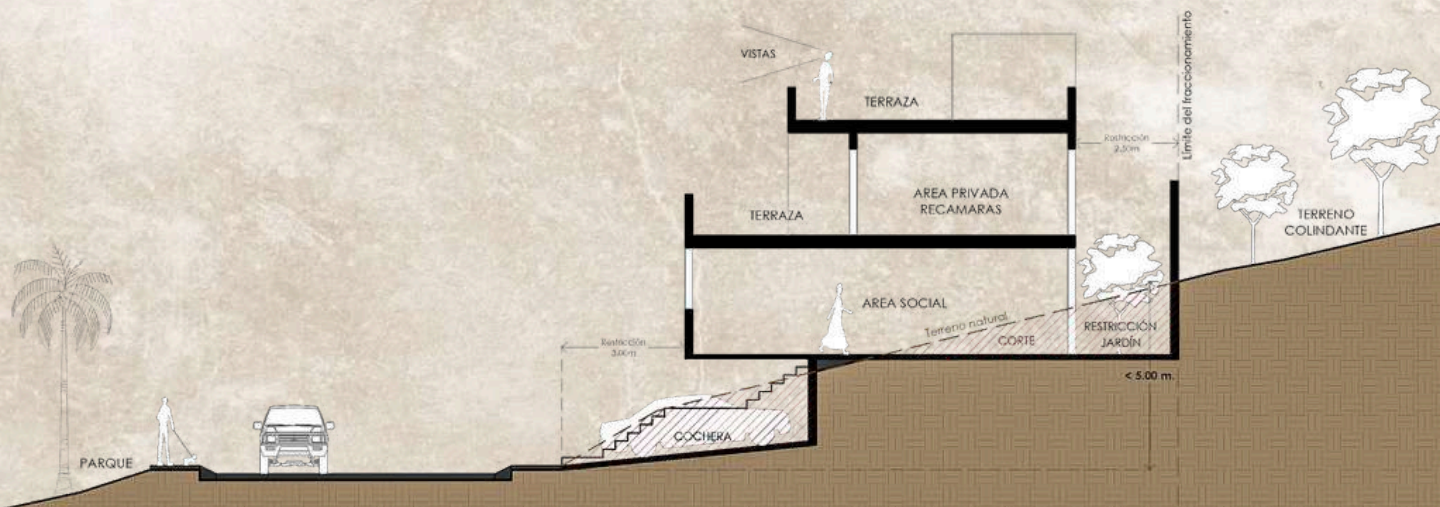 Límite del fraccionamiento
VISTAS
TERRAZA
Restricción
2.50m
AREA PRIVADA
RECAMARAS
TERRAZA
TERRENO
COLINDANTE
AREA SOCIAL
Terreno natural
RESTRICCIÓN
JARDÍN
CORTE
Restricción
3.00m
< 5.00 m.
COCHERA
PARQUE